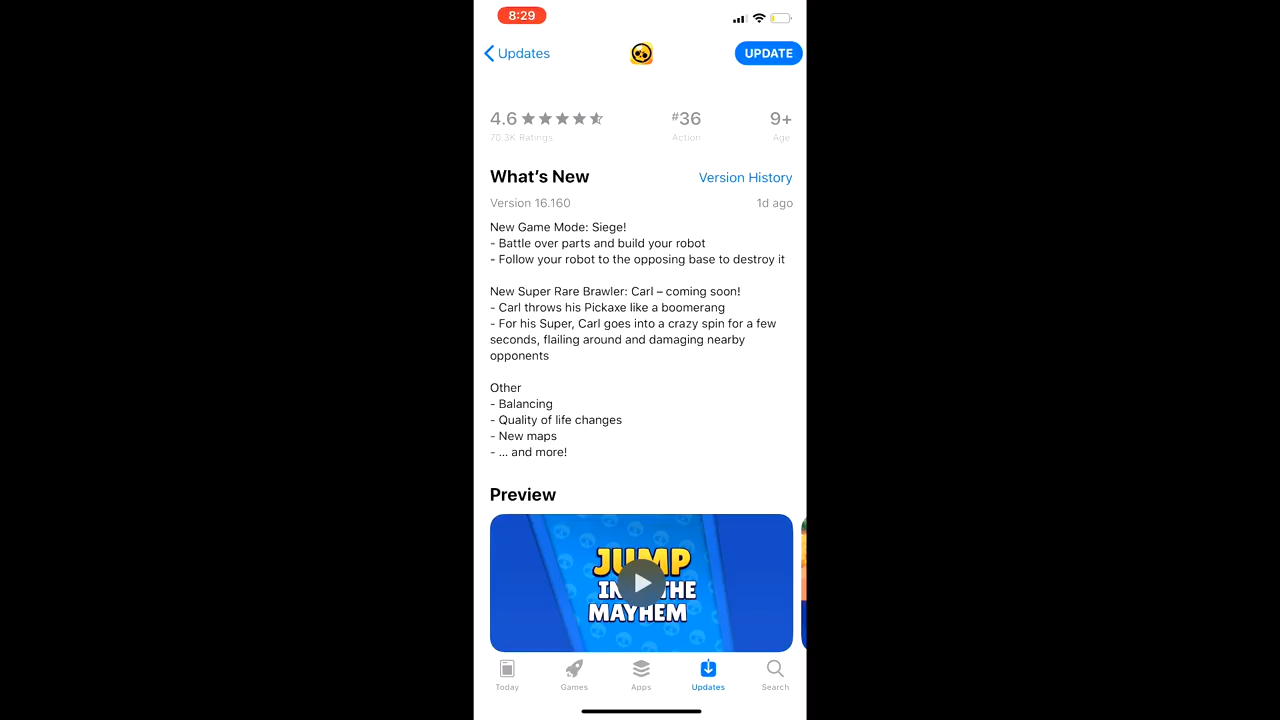 8:29
Updates
UPDATE
4.6
#36
9+
70.3K Ratings
Action
Age
What’s New
Version History
Version 16.160
1d ago
New Game Mode: Siege!
- Battle over parts and build your robot
- Follow your robot to the opposing base to destroy it
New Super Rare Brawler: Carl – coming soon!
- Carl throws his Pickaxe like a boomerang
- For his Super, Carl goes into a crazy spin for a few
seconds, flailing around and damaging nearby
opponents
Other
- Balancing
- Quality of life changes
- New maps
- ... and more!
Preview
JUMP
IN THE
MAYHEM
Today
Games
Apps
Updates
Search